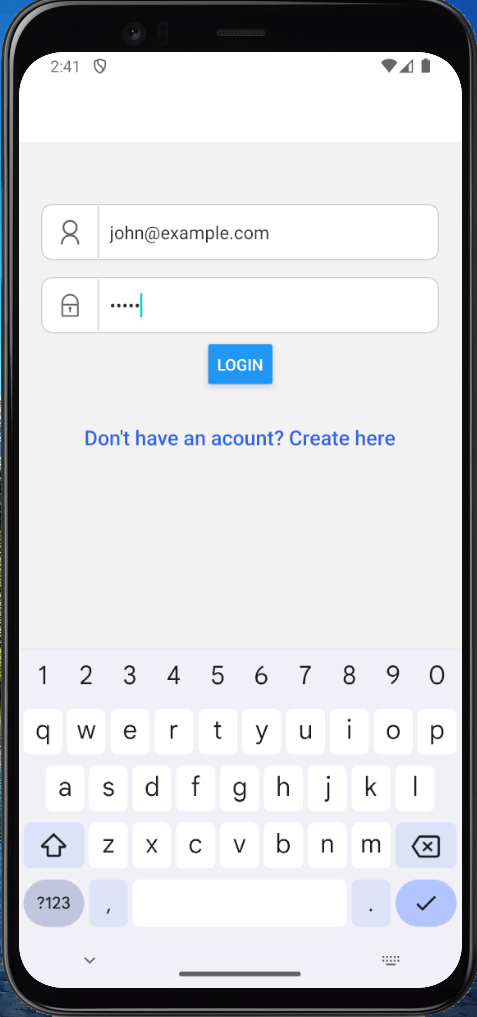 2:41
john@example.com
•••••
LOGIN
Don't have an acount? Create here
1 2 3 4 5 6 7 8 9 0
q w e r t y u i o p
a s d f g h j k l
z x c v b n m
?123 , .